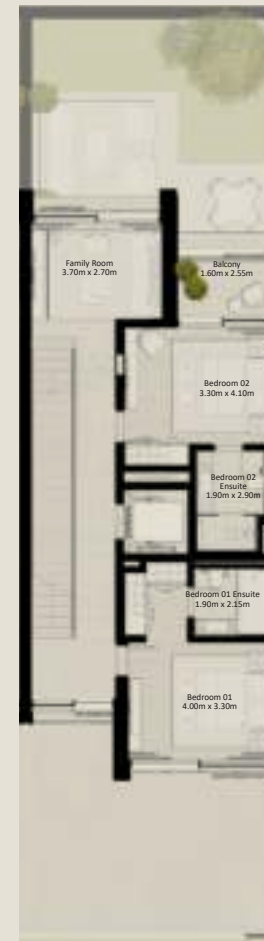 Family Room
3.70m x 2.70m
Balcony
1.60m x 2.55m
Bedroom 02
3.30m x 4.10m
Bedroom 02
Ensuite
1.90m x 2.90m
Bedroom 01 Ensuite
1.90m x 2.15m
Bedroom 01
4.00m x 3.30m